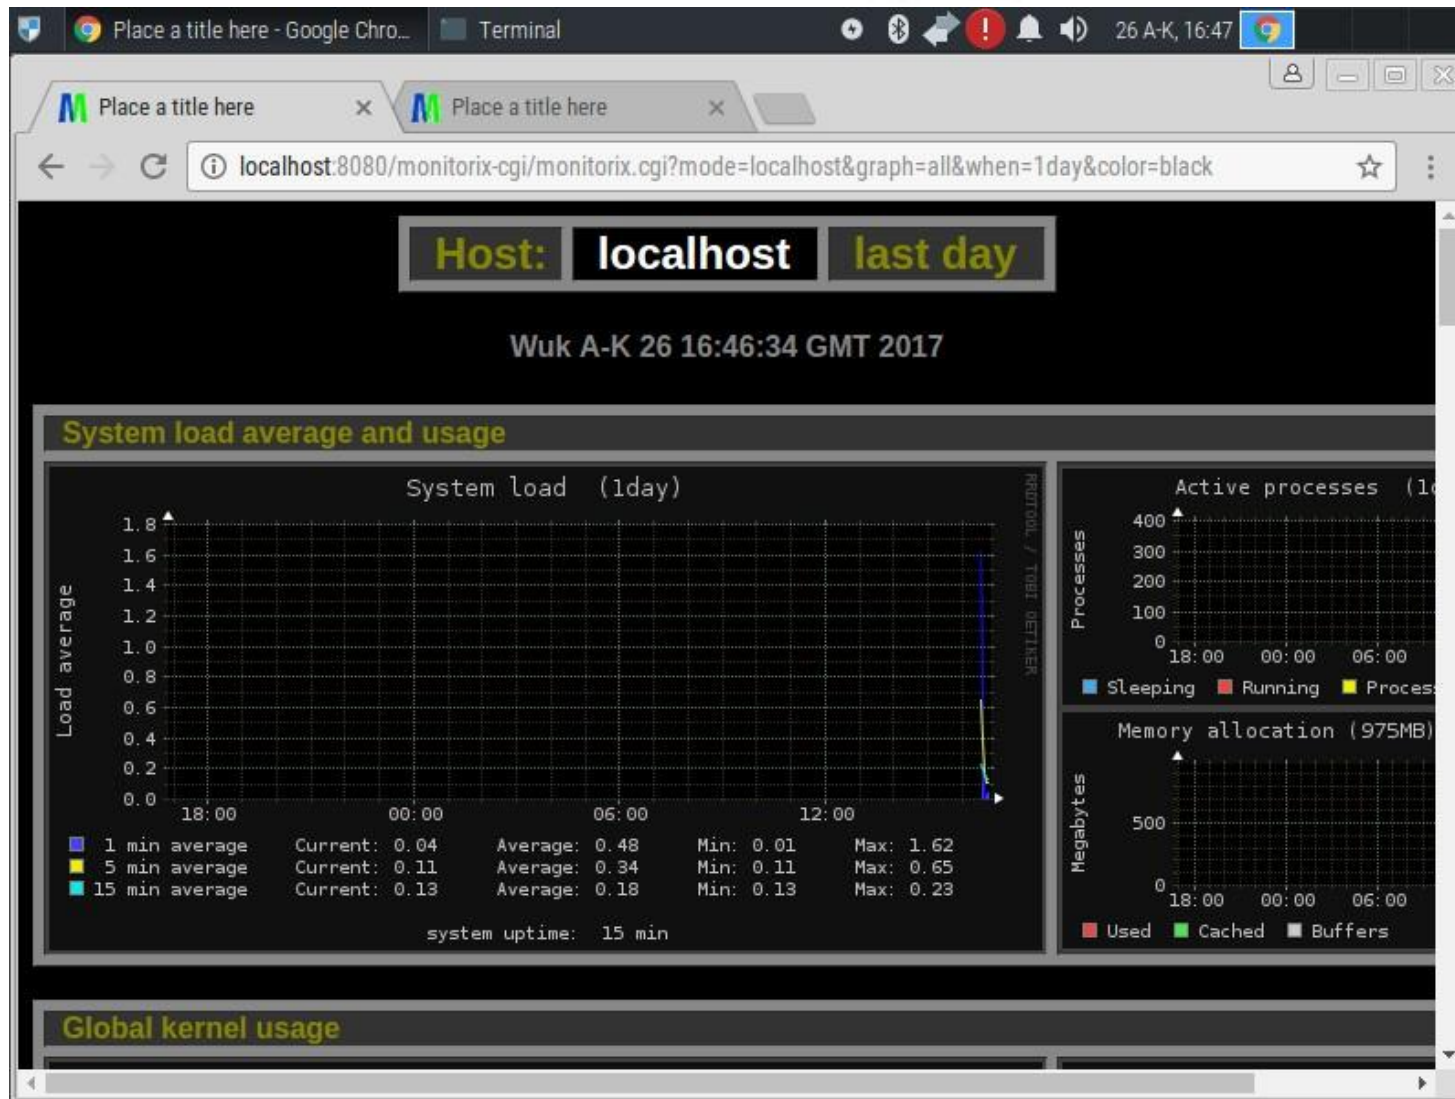 Place a title here - Google Chro...
Terminal
26 A-K, 16:47
Place a title here
Place a title here
localhost:8080/monitorix-cgi/monitorix.cgi?mode=localhost&graph=all&when=1day&color=black
Host: localhost last day
Wuk A-K 26 16:46:34 GMT 2017
System load average and usage
System load (1day)
RRDTOOL / TOBI OETIKER
Load average
1.8
1.6
1.4
1.2
1.0
0.8
0.6
0.4
0.2
0.0
18:00 00:00 06:00 12:00
1 min average Current: 0.04 Average: 0.48 Min: 0.01 Max: 1.62
5 min average Current: 0.11 Average: 0.34 Min: 0.11 Max: 0.65
15 min average Current: 0.13 Average: 0.18 Min: 0.13 Max: 0.23
system uptime: 15 min
Active processes (1d
Processes
400
300
200
100
0
18:00 00:00 06:00
Sleeping Running Process
Memory allocation (975MB)
Megabytes
500
0
18:00 00:00 06:00
Used Cached Buffers
Global kernel usage